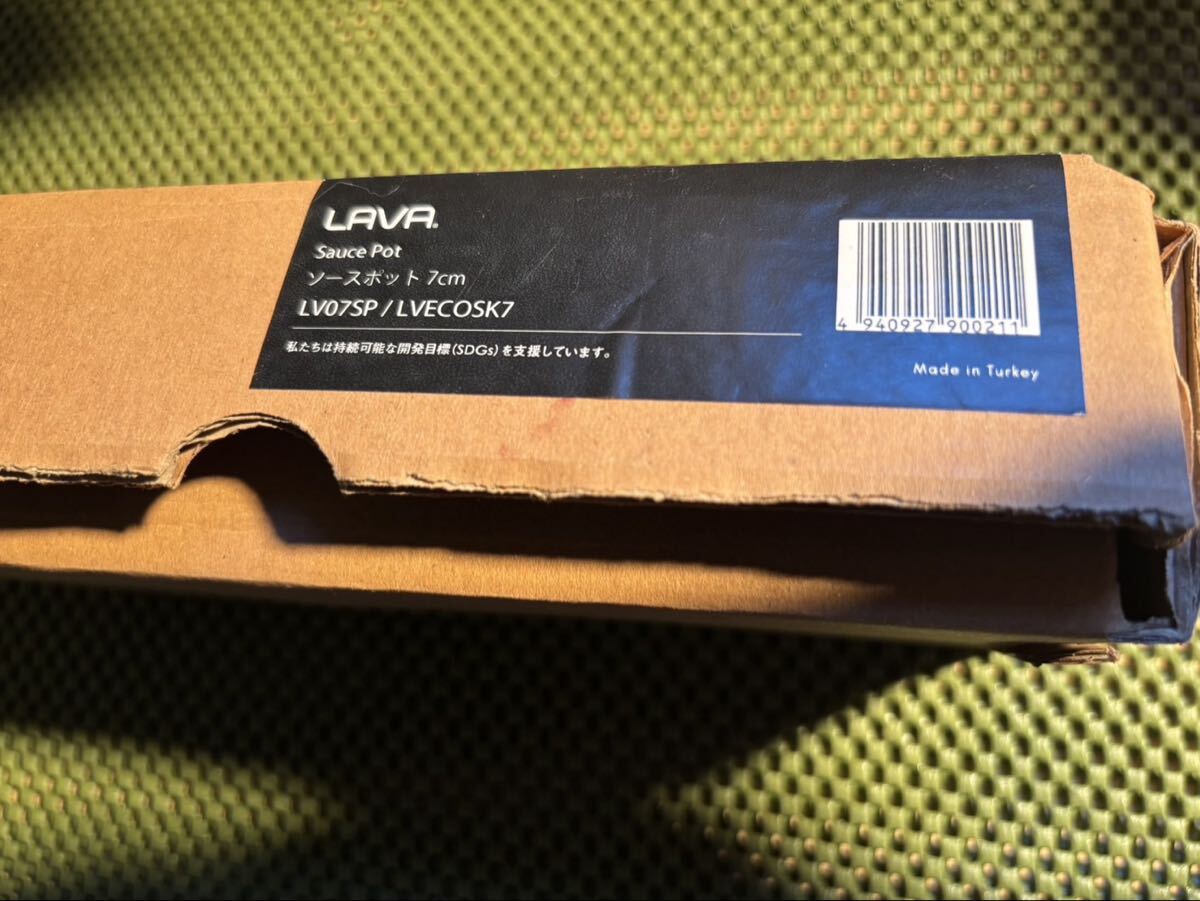 LAVA®
Sauce Pot
ソースポット 7cm
LV07SP / LVECOSK7
私たちは持続可能な開発目標(SDGs)を支援しています。
4 940927 900211
Made in Turkey